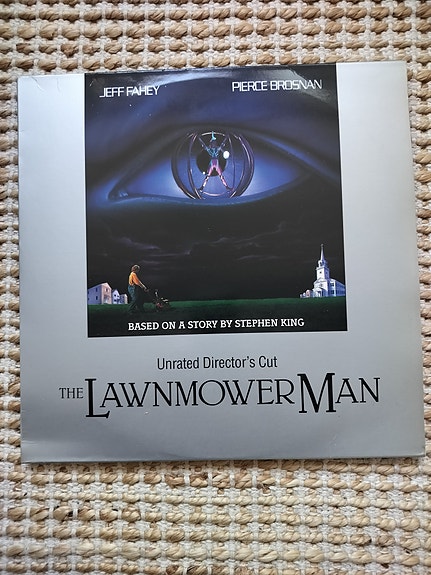 JEFF FAHEY PIERCE BROSNAN
BASED ON A STORY BY STEPHEN KING
Unrated Director's Cut
THE LAWNMOWER MAN